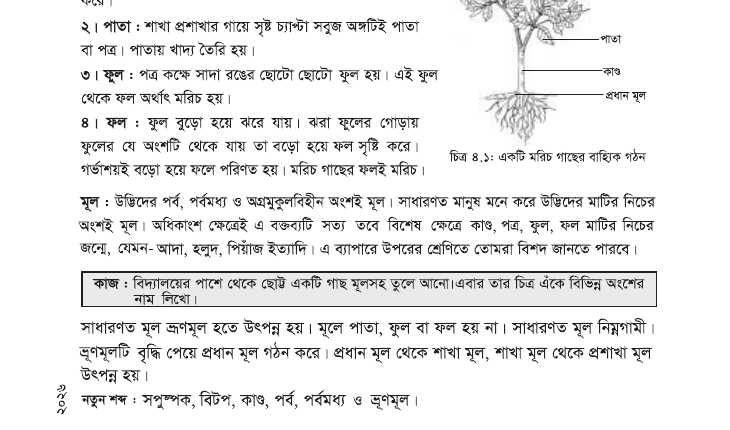 করে।
২। পাতা : শাখা প্রশাখার গায়ে সৃষ্ট চ্যাপ্টা সবুজ অঙ্গটিই পাতা
বা পত্র। পাতায় খাদ্য তৈরি হয়।
৩। ফুল : পত্র কক্ষে সাদা রঙের ছোটো ছোটো ফুল হয়। এই ফুল
থেকে ফল অর্থাৎ মরিচ হয়।
৪। ফল : ফুল বুড়ো হয়ে ঝরে যায়। ঝরা ফুলের গোড়ায়
ফুলের যে অংশটি থেকে যায় তা বড়ো হয়ে ফল সৃষ্টি করে।
গর্ভাশয়ই বড়ো হয়ে ফলে পরিণত হয়। মরিচ গাছের ফলই মরিচ।
পাতা
কাণ্ড
প্রধান মূল
চিত্র ৪.১: একটি মরিচ গাছের বাহ্যিক গঠন
মূল : উদ্ভিদের পর্ব, পর্বমধ্য ও অগ্রমুকুলবিহীন অংশই মূল। সাধারণত মানুষ মনে করে উদ্ভিদের মাটির নিচের
অংশই মূল। অধিকাংশ ক্ষেত্রেই এ বক্তব্যটি সত্য তবে বিশেষ ক্ষেত্রে কাণ্ড, পত্র, ফুল, ফল মাটির নিচের
জন্মে, যেমন- আদা, হলুদ, পিয়াঁজ ইত্যাদি। এ ব্যাপারে উপরের শ্রেণিতে তোমরা বিশদ জানতে পারবে।
কাজ : বিদ্যালয়ের পাশে থেকে ছোট্ট একটি গাছ মূলসহ তুলে আনো।এবার তার চিত্র এঁকে বিভিন্ন অংশের
নাম লিখো।
সাধারণত মূল ভ্রূণমূল হতে উৎপন্ন হয়। মূলে পাতা, ফুল বা ফল হয় না। সাধারণত মূল নিম্নগামী।
ভ্রূণমূলটি বৃদ্ধি পেয়ে প্রধান মূল গঠন করে। প্রধান মূল থেকে শাখা মূল, শাখা মূল থেকে প্রশাখা মূল
উৎপন্ন হয়।
নতুন শব্দ : সপুষ্পক, বিটপ, কাণ্ড, পর্ব, পর্বমধ্য ও ভ্রূণমূল।
২০২৬